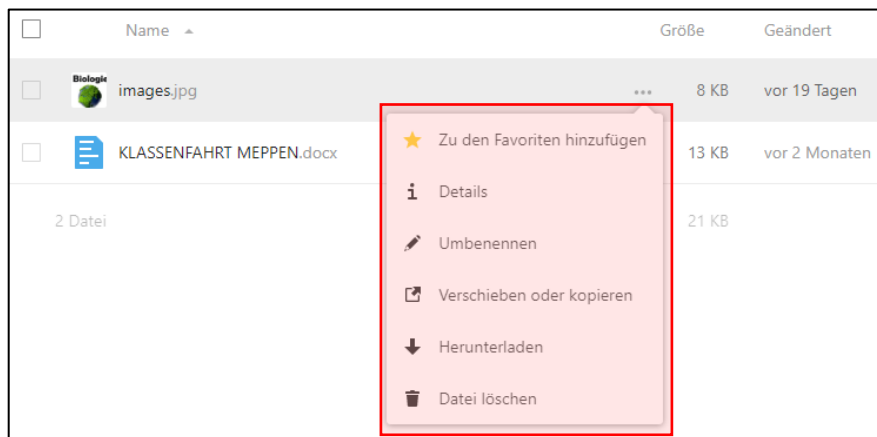 Name Größe Geändert
Biologie
images.jpg ... 8 KB vor 19 Tagen
Zu den Favoriten hinzufügen
KLASSENFAHRT MEPPEN.docx 13 KB vor 2 Monaten
Details
2 Datei 21 KB
Umbenennen
Verschieben oder kopieren
Herunterladen
Datei löschen